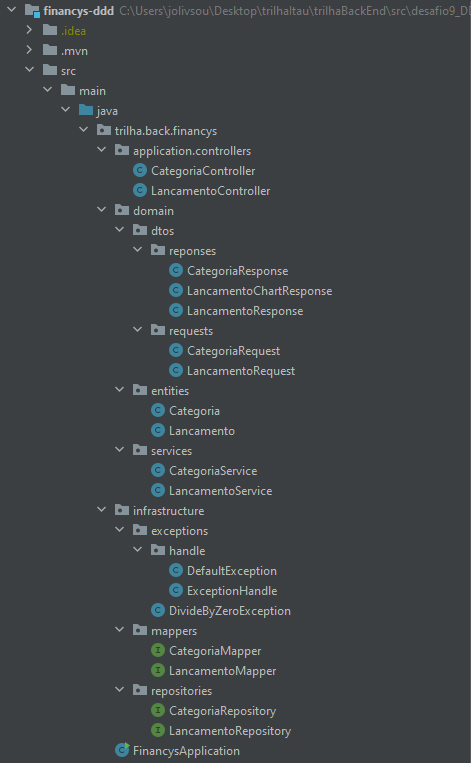 financys-ddd C:\Users\jolivsou\Desktop\trilhaItau\trilhaBackEnd\src\desafio9_D
.idea
.mvn
src
main
java
trilha.back.financys
application.controllers
C CategoriaController
C LancamentoController
domain
dtos
reponses
C CategoriaResponse
C LancamentoChartResponse
C LancamentoResponse
requests
C CategoriaRequest
C LancamentoRequest
entities
C Categoria
C Lancamento
services
C CategoriaService
C LancamentoService
infrastructure
exceptions
handle
C DefaultException
C ExceptionHandle
C DivideByZeroException
mappers
I CategoriaMapper
I LancamentoMapper
repositories
I CategoriaRepository
I LancamentoRepository
C FinancysApplication